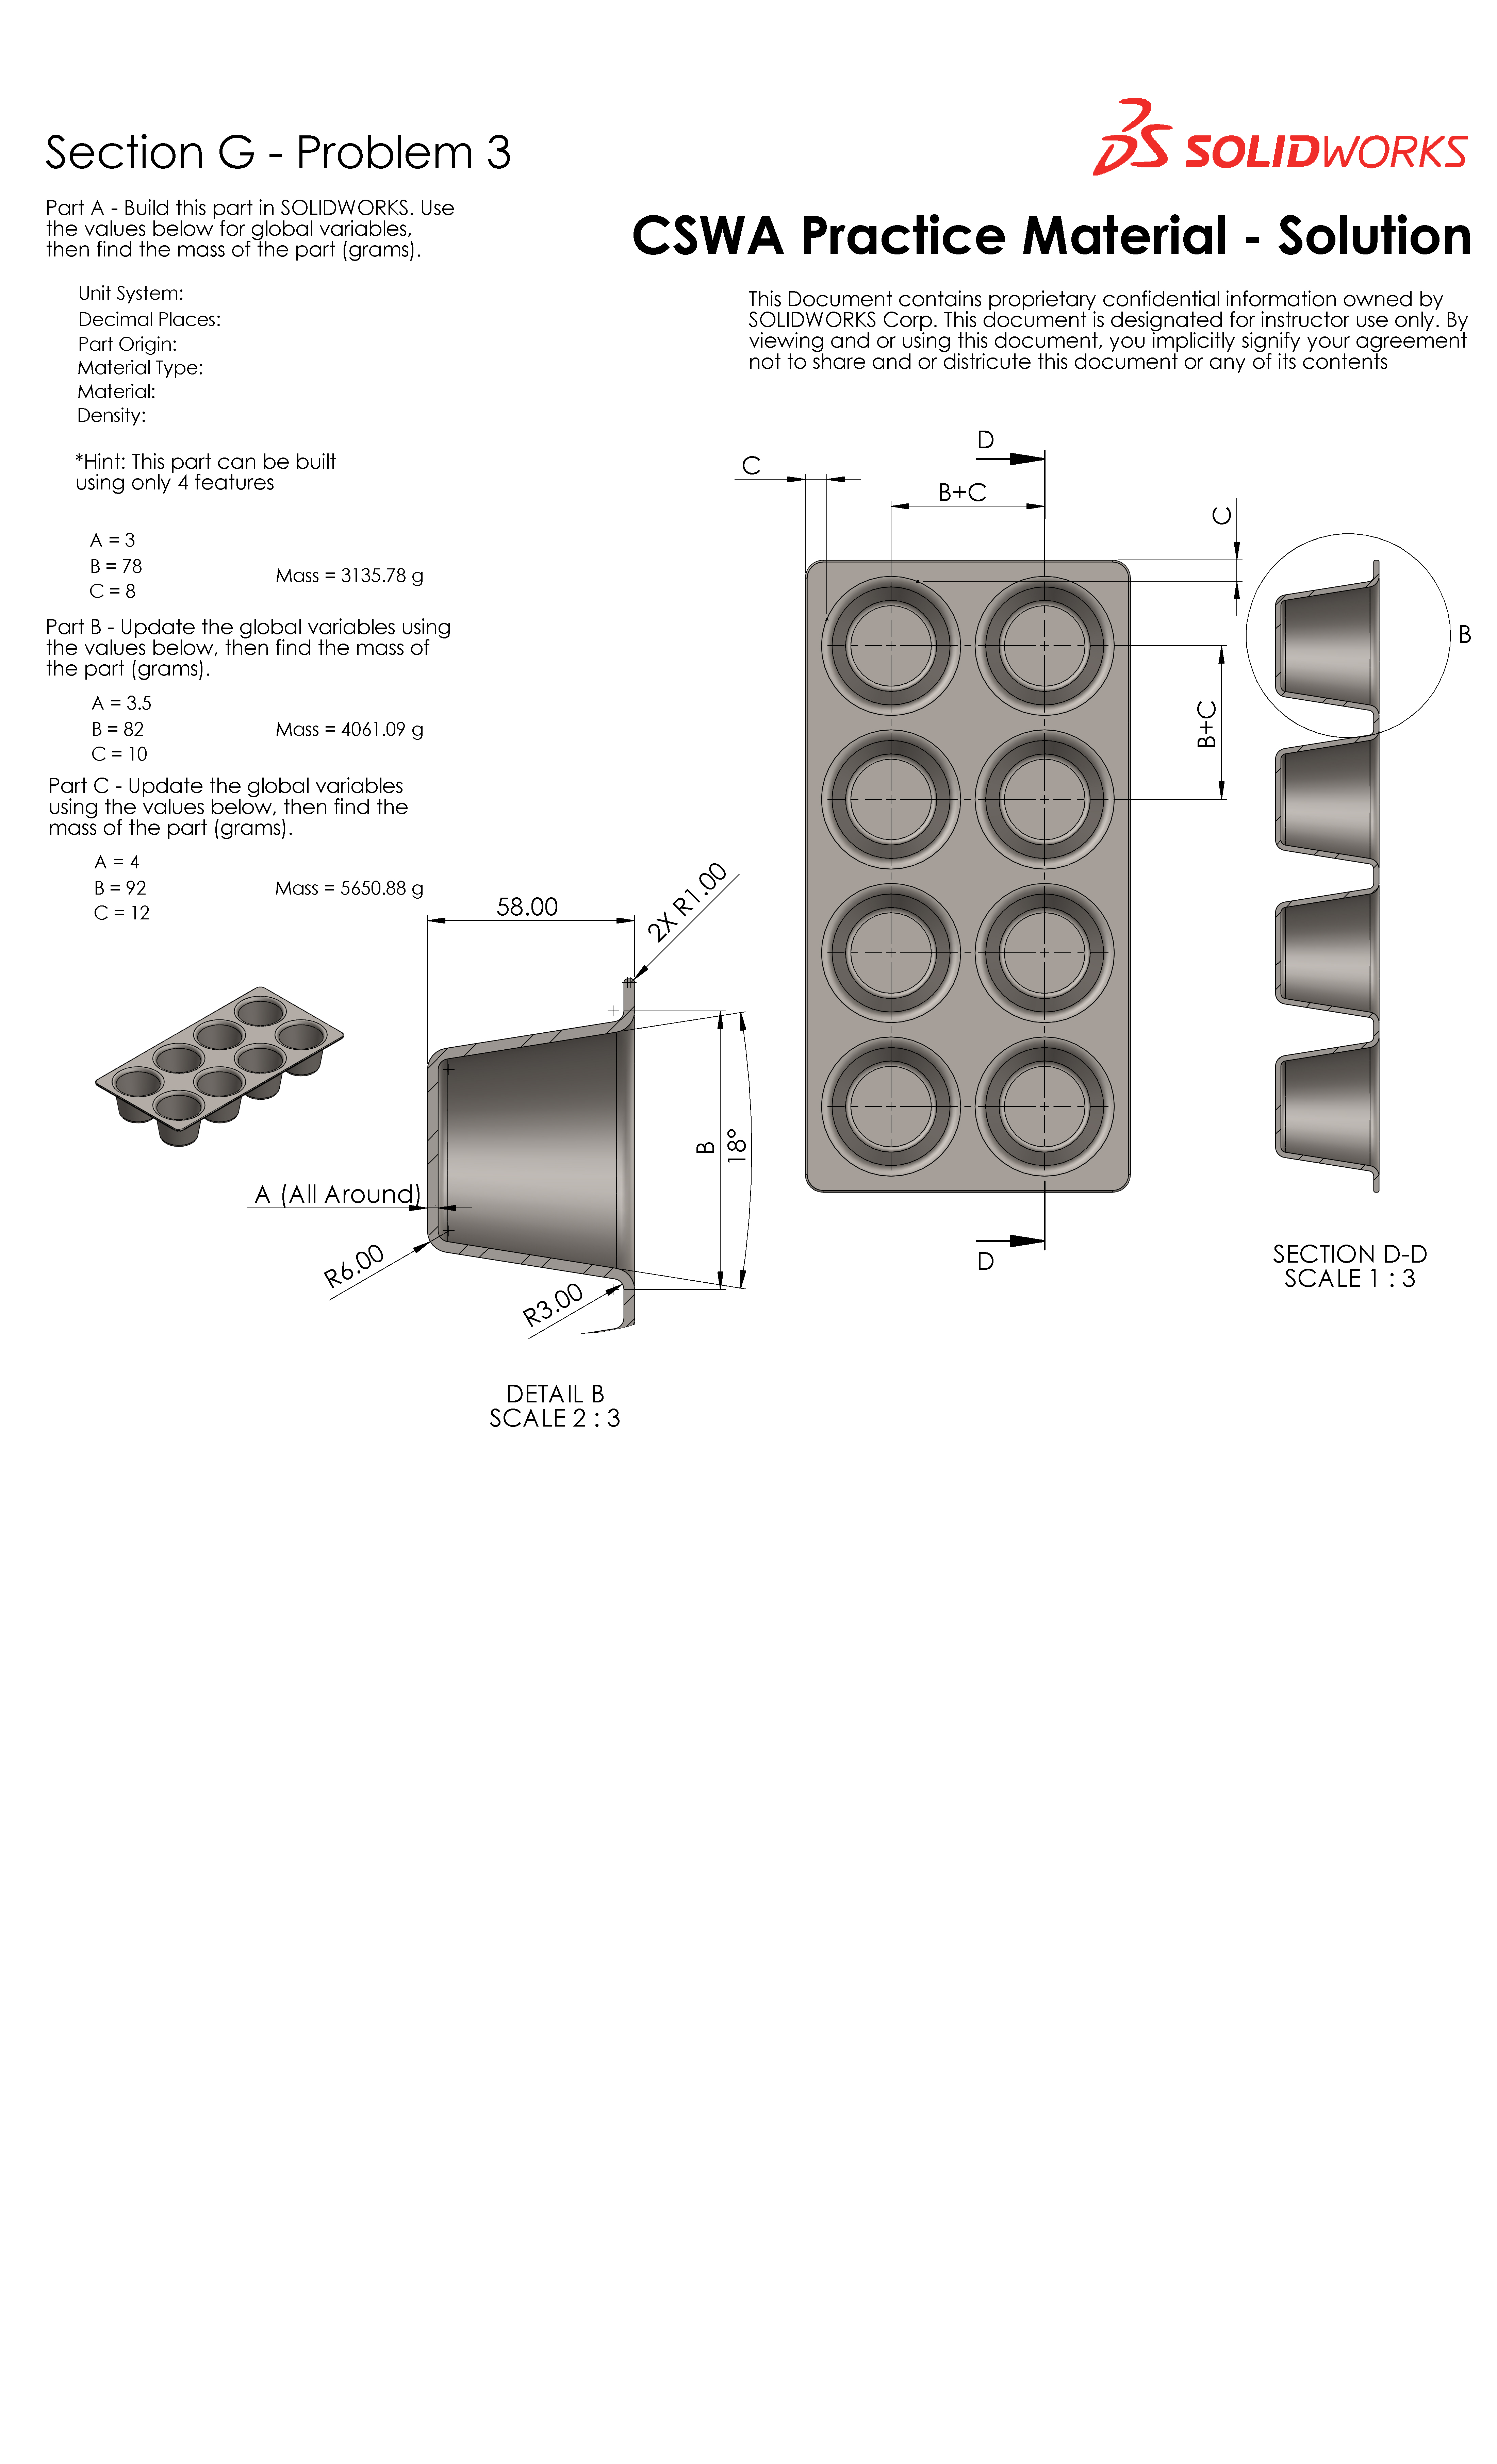 Section G - Problem 3
SOLIDWORKS
CSWA Practice Material - Solution
Part A - Build this part in SOLIDWORKS. Use
the values below for global variables,
then find the mass of the part (grams).
This Document contains proprietary confidential information owned by
SOLIDWORKS Corp. This document is designated for instructor use only. By
viewing and or using this document, you implicitly signify your agreement
not to share and or districute this document or any of its contents
Unit System:
Decimal Places:
Part Origin:
Material Type:
Material:
Density:
*Hint: This part can be built
using only 4 features
A = 3
B = 78
C = 8
Mass = 3135.78 g
Part B - Update the global variables using
the values below, then find the mass of
the part (grams).
A = 3.5
B = 82
C = 10
Mass = 4061.09 g
Part C - Update the global variables
using the values below, then find the
mass of the part (grams).
A = 4
B = 92
C = 12
Mass = 5650.88 g
D
C
B+C
C
B
B+C
D
58.00
2X R1.00
B
18°
A (All Around)
R6.00
R3.00
DETAIL B
SCALE 2 : 3
SECTION D-D
SCALE 1 : 3